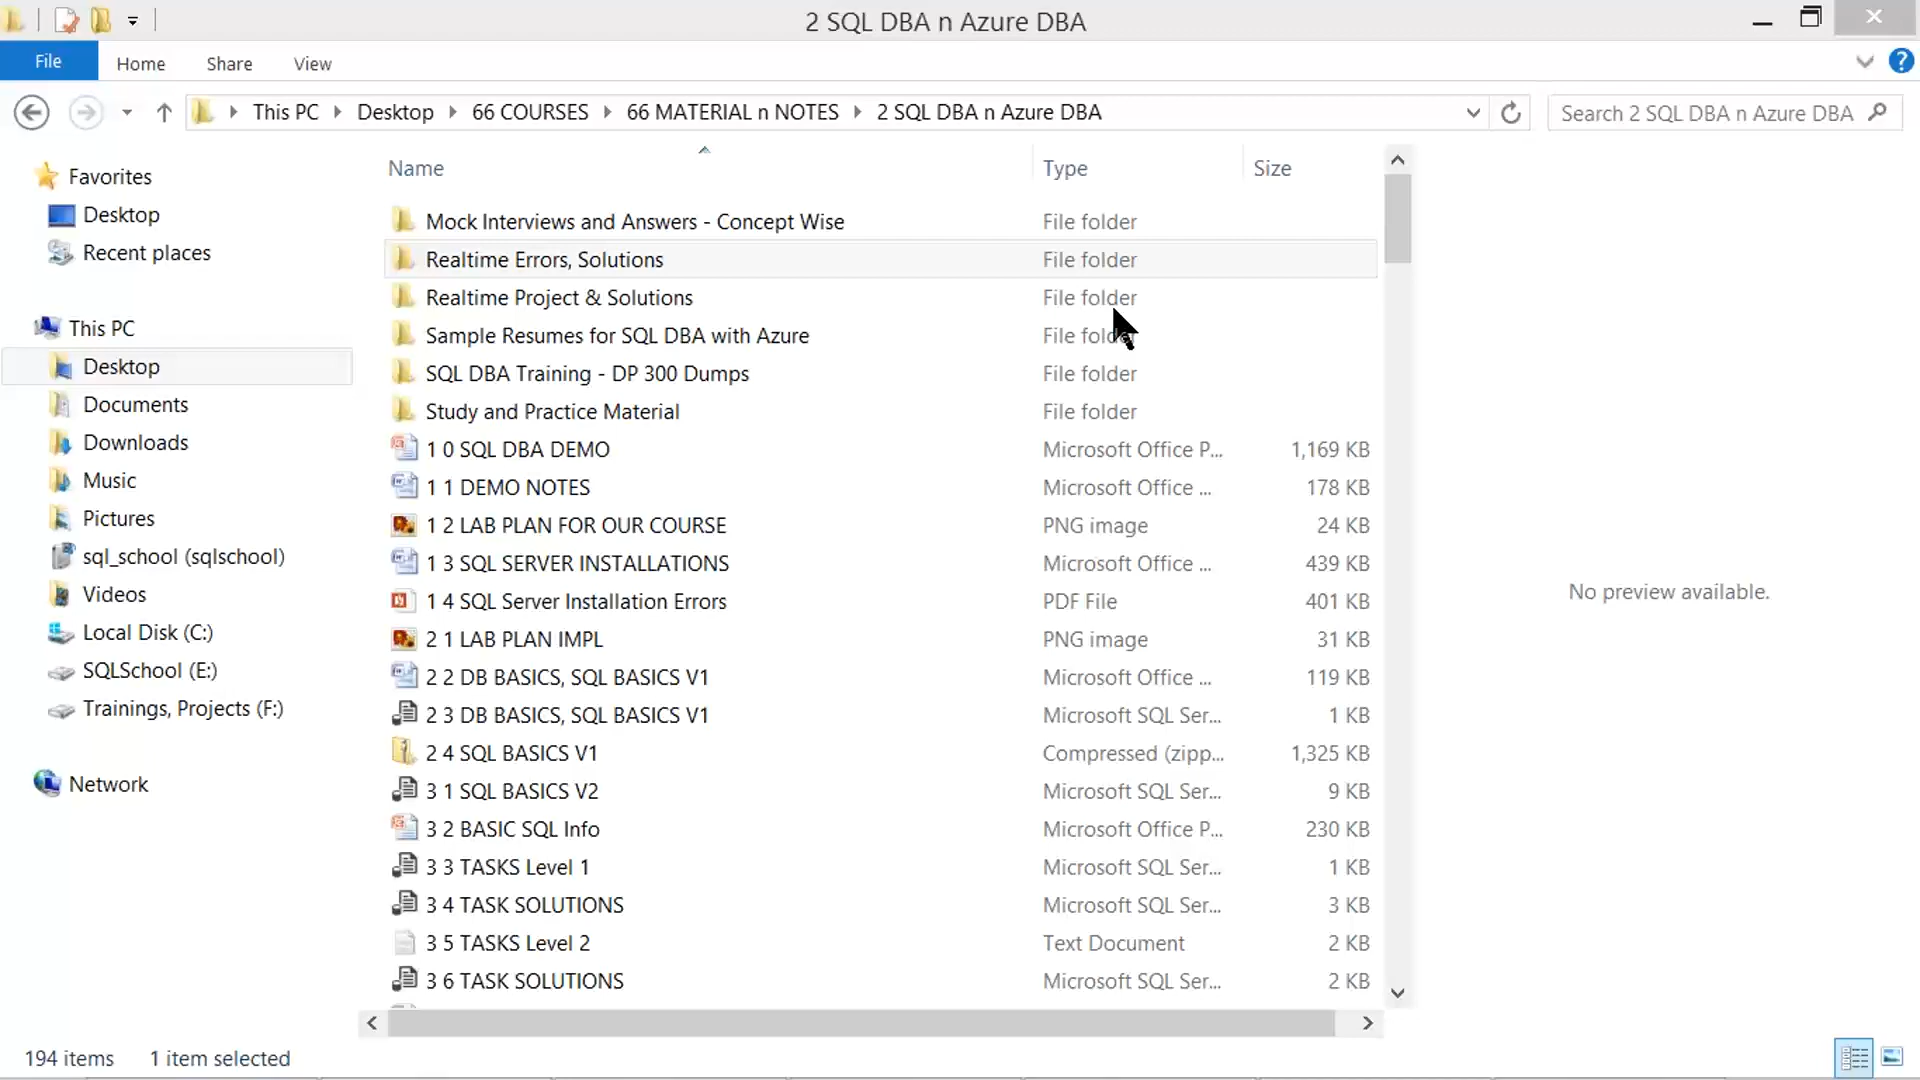 2 SQL DBA n Azure DBA
File
Home
Share
View
This PC
Desktop
66 COURSES
66 MATERIAL n NOTES
2 SQL DBA n Azure DBA
Search 2 SQL DBA n Azure DBA
Favorites
Desktop
Recent places
This PC
Desktop
Documents
Downloads
Music
Pictures
sql_school (sqlschool)
Videos
Local Disk (C:)
SQLSchool (E:)
Trainings, Projects (F:)
Network
Name Type Size
Mock Interviews and Answers - Concept Wise File folder
Realtime Errors, Solutions File folder
Realtime Project & Solutions File folder
Sample Resumes for SQL DBA with Azure File folder
SQL DBA Training - DP 300 Dumps File folder
Study and Practice Material File folder
1 0 SQL DBA DEMO Microsoft Office P... 1,169 KB
1 1 DEMO NOTES Microsoft Office ... 178 KB
1 2 LAB PLAN FOR OUR COURSE PNG image 24 KB
1 3 SQL SERVER INSTALLATIONS Microsoft Office ... 439 KB
1 4 SQL Server Installation Errors PDF File 401 KB
2 1 LAB PLAN IMPL PNG image 31 KB
2 2 DB BASICS, SQL BASICS V1 Microsoft Office ... 119 KB
2 3 DB BASICS, SQL BASICS V1 Microsoft SQL Ser... 1 KB
2 4 SQL BASICS V1 Compressed (zipp... 1,325 KB
3 1 SQL BASICS V2 Microsoft SQL Ser... 9 KB
3 2 BASIC SQL Info Microsoft Office P... 230 KB
3 3 TASKS Level 1 Microsoft SQL Ser... 1 KB
3 4 TASK SOLUTIONS Microsoft SQL Ser... 3 KB
3 5 TASKS Level 2 Text Document 2 KB
3 6 TASK SOLUTIONS Microsoft SQL Ser... 2 KB
No preview available.
194 items 1 item selected